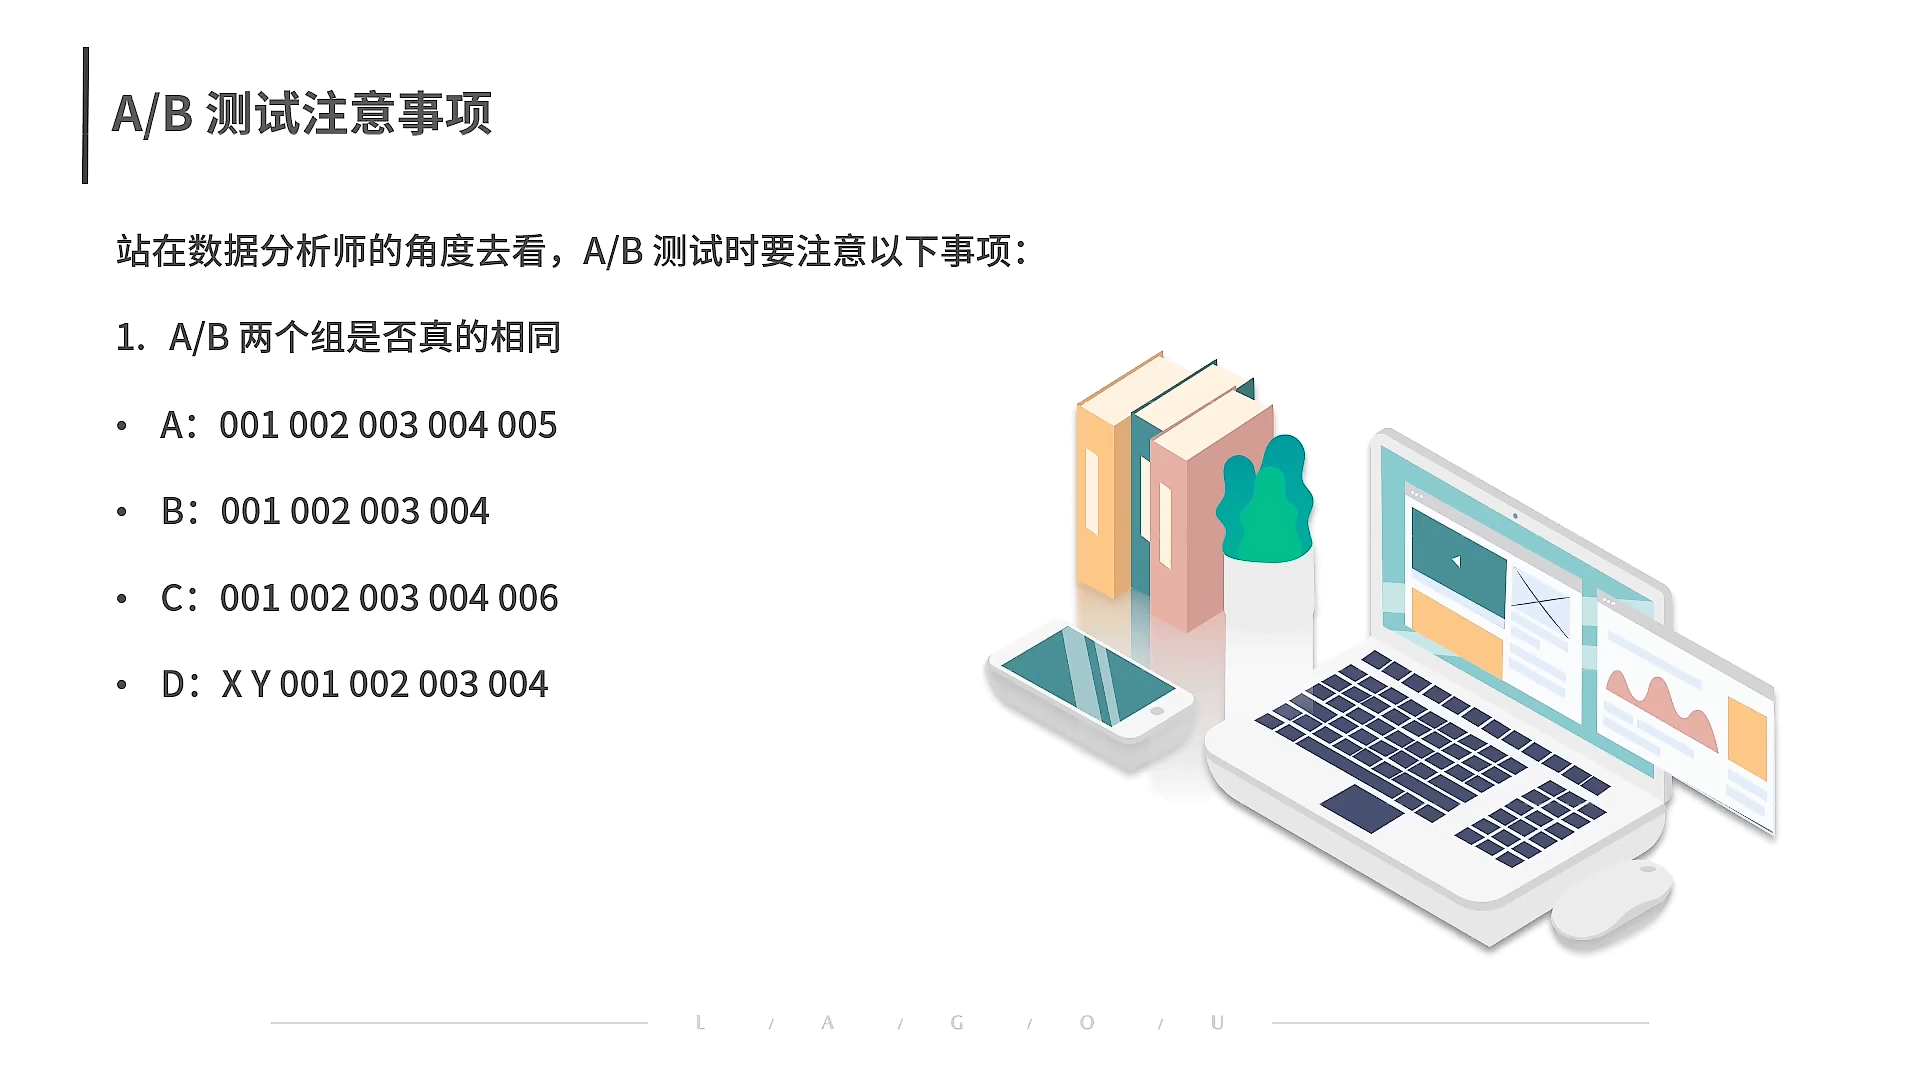 A/B 测试注意事项
站在数据分析师的角度去看，A/B 测试时要注意以下事项：
1. A/B 两个组是否真的相同
• A：001 002 003 004 005
• B：001 002 003 004
• C：001 002 003 004 006
• D：X Y 001 002 003 004
L / A / G / O / U